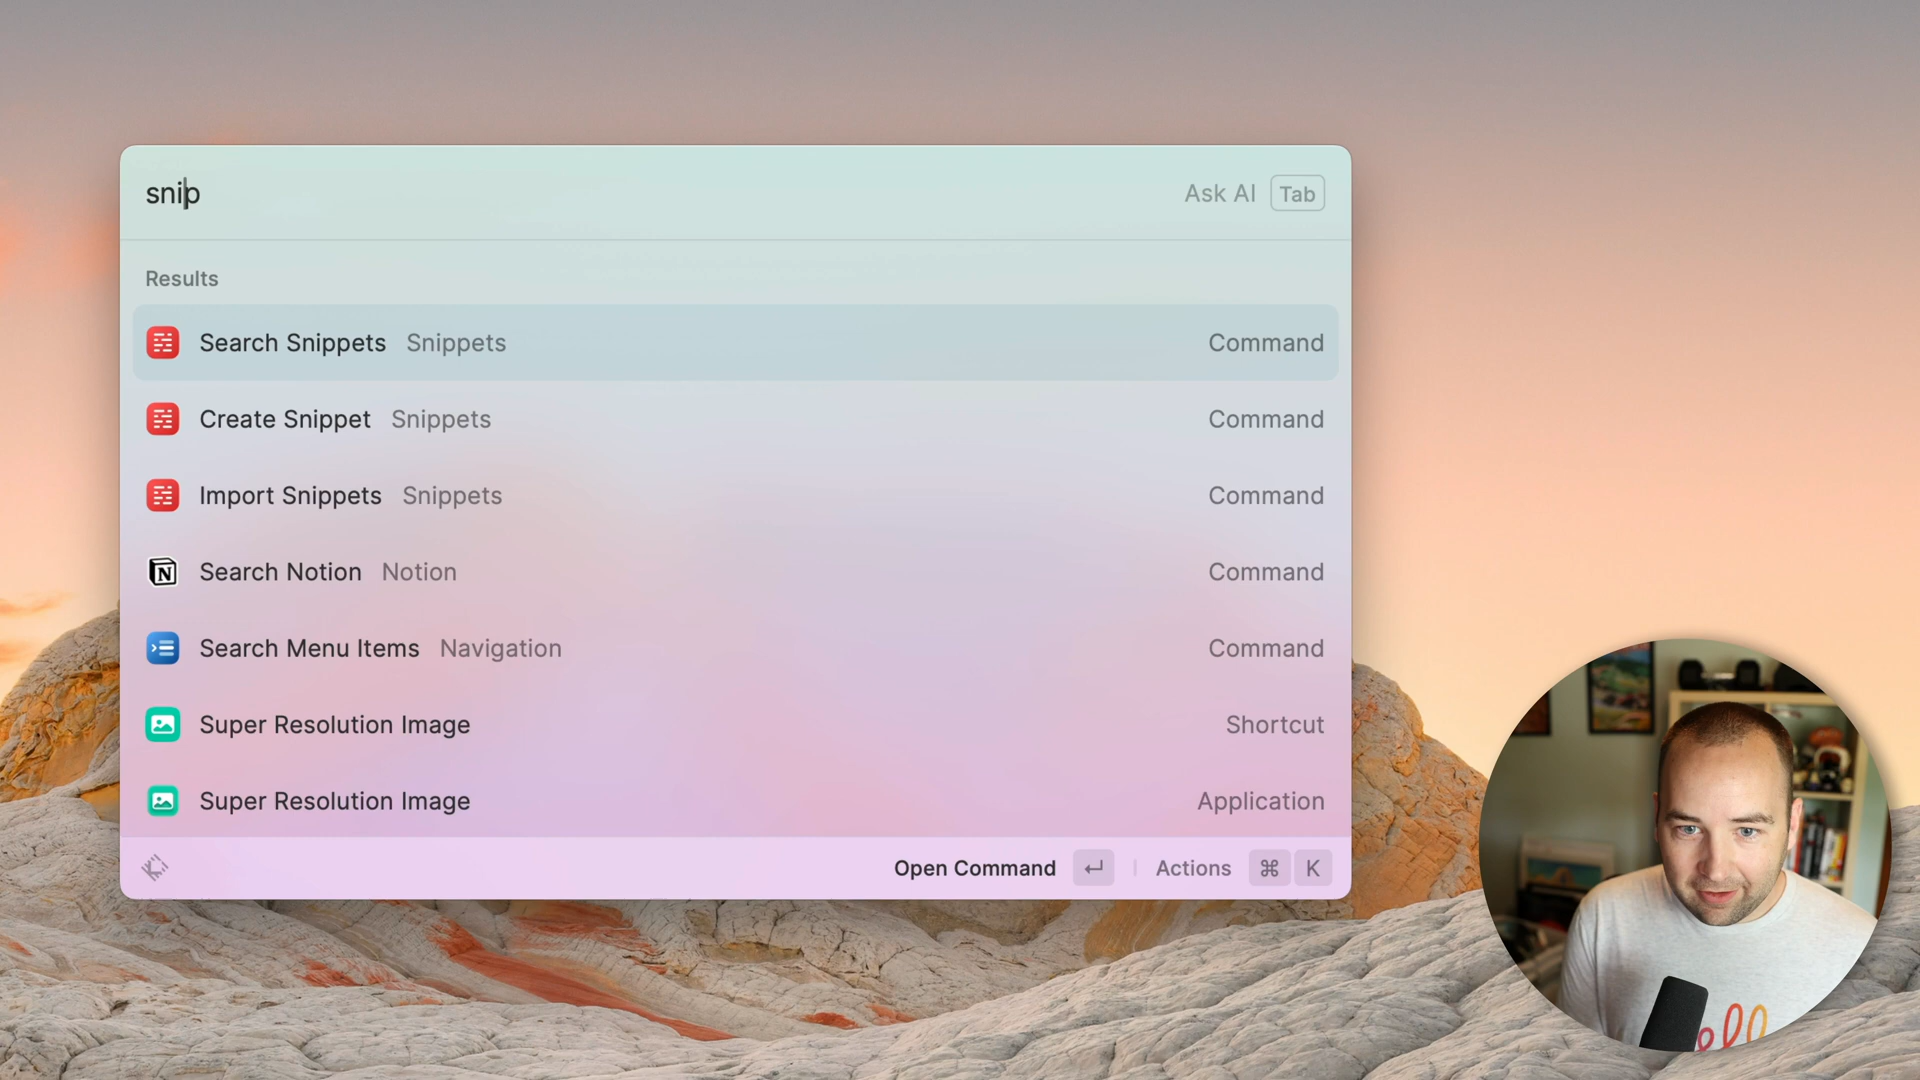 snip
Ask AI Tab
Results
Search Snippets Snippets Command
Create Snippet Snippets Command
Import Snippets Snippets Command
N Search Notion Notion Command
Search Menu Items Navigation Command
Super Resolution Image Shortcut
Super Resolution Image Application
Open Command ↵ Actions ⌘ K
ell